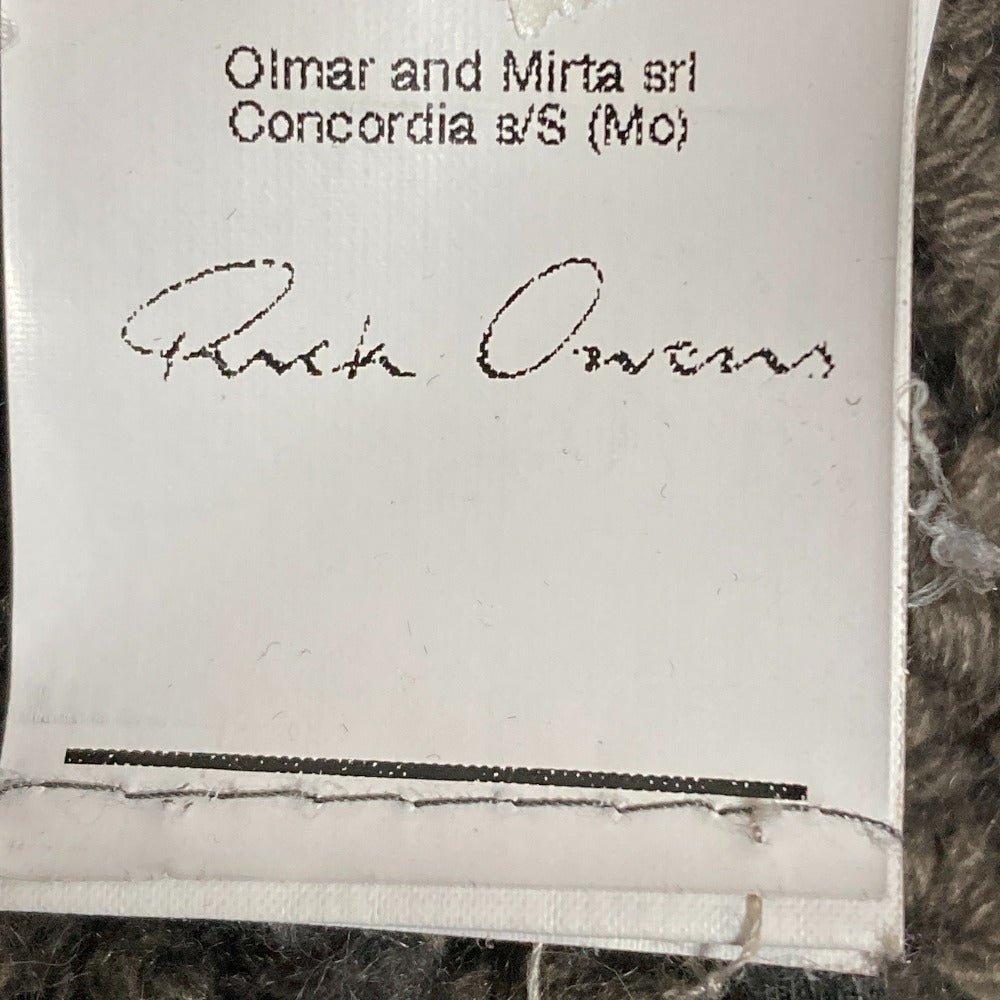 Olmar and Mirta srl
Concordia s/S (Mo)
Rick Owens